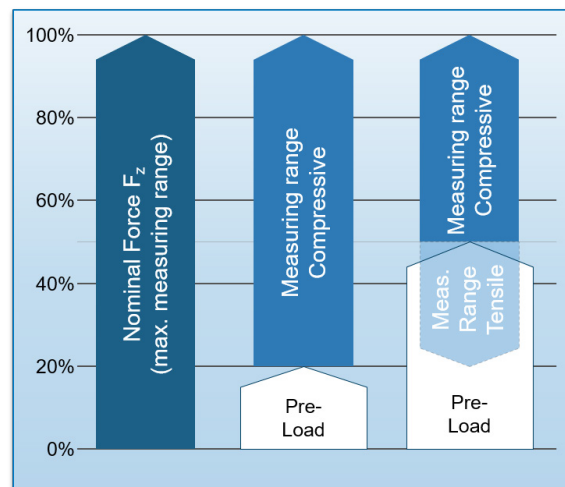 100%
80%
60%
40%
20%
0%
Nominal Force Fz
(max. measuring range)
Measuring range
Compressive
Pre-
Load
Measuring range
Compressive
Meas.
Range
Tensile
Pre-
Load